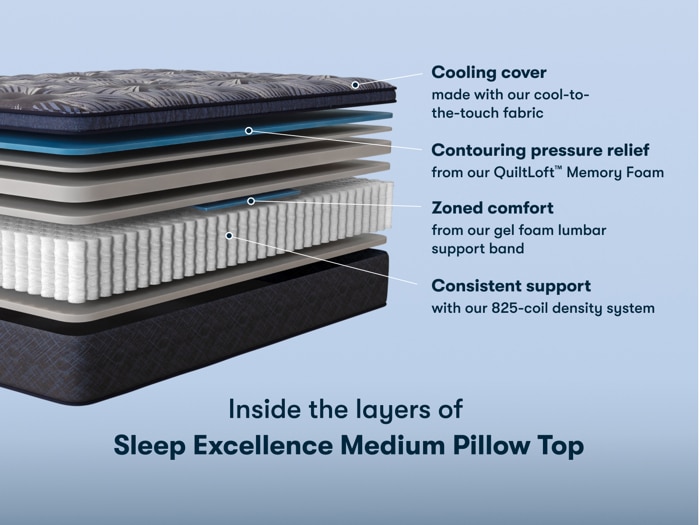 Cooling cover
made with our cool-to-
the-touch fabric
Contouring pressure relief
from our QuiltLoft™ Memory Foam
Zoned comfort
from our gel foam lumbar
support band
Consistent support
with our 825-coil density system
Inside the layers of
Sleep Excellence Medium Pillow Top